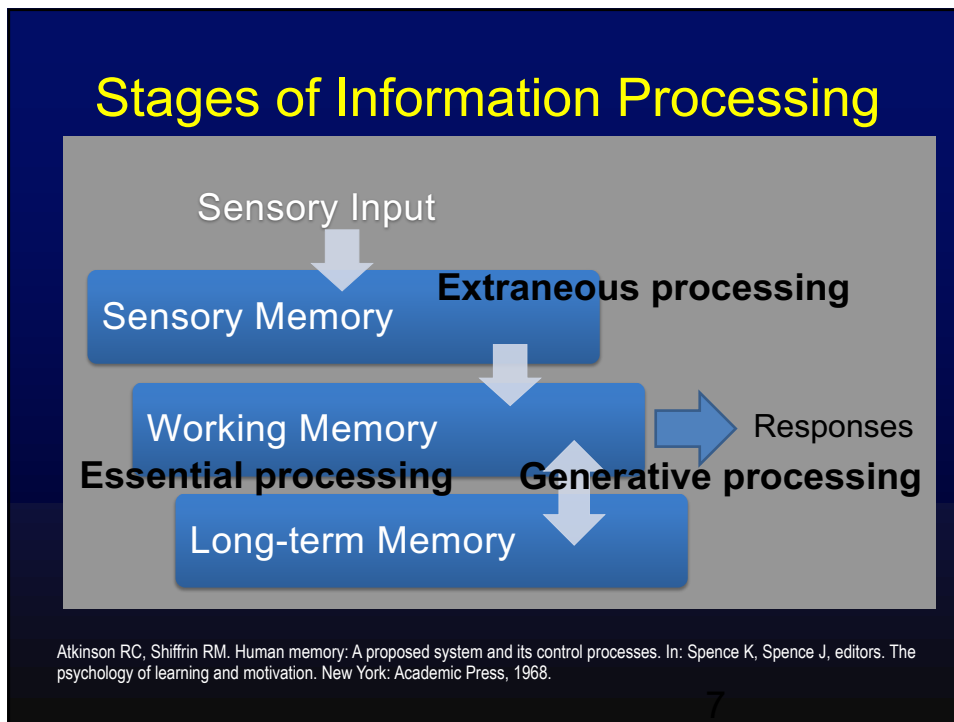 Stages of Information Processing
Sensory Input
Extraneous processing
Sensory Memory
Working Memory
Responses
Essential processing
Generative processing
Long-term Memory
Atkinson RC, Shiffrin RM. Human memory: A proposed system and its control processes. In: Spence K, Spence J, editors. The
psychology of learning and motivation. New York: Academic Press, 1968.
7